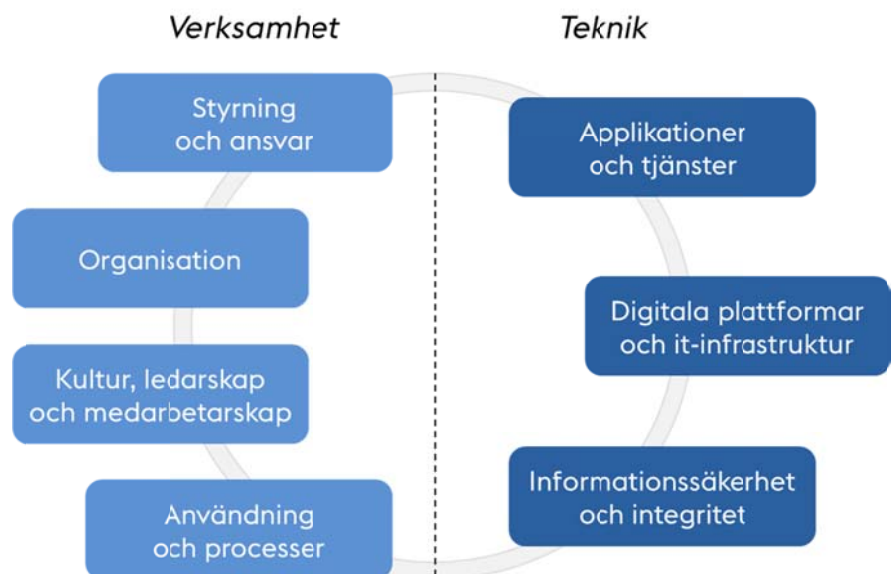 Verksamhet
Teknik
Styrning
och ansvar
Organisation
Kultur, ledarskap
och medarbetarskap
Användning
och processer
Applikationer
och tjänster
Digitala plattformar
och it-infrastruktur
Informationssäkerhet
och integritet